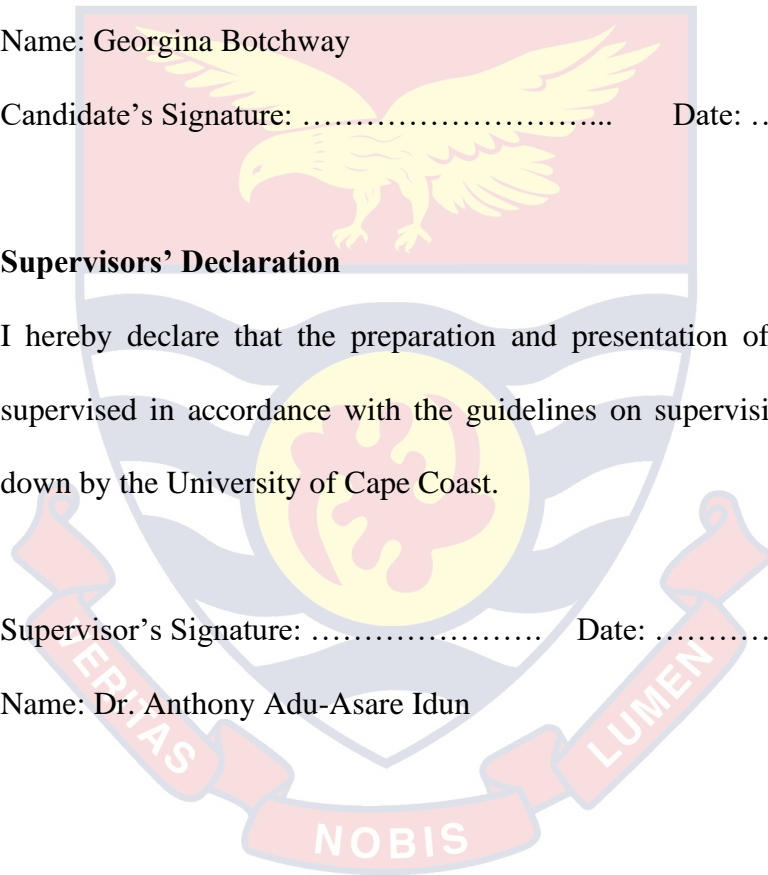 Name: Georgina Botchway
Candidate’s Signature: ………………………... Date: …
Supervisors’ Declaration
I hereby declare that the preparation and presentation of
supervised in accordance with the guidelines on supervisi
down by the University of Cape Coast.
Supervisor’s Signature: …………………. Date: ………
Name: Dr. Anthony Adu-Asare Idun
VERITAS
NOBIS
LUMEN